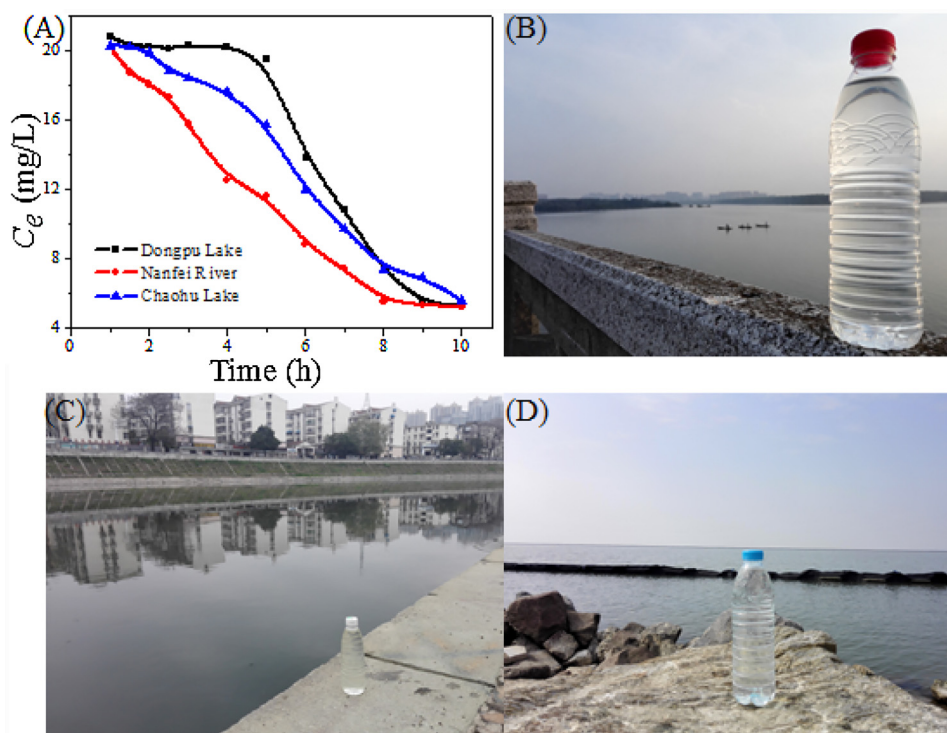 (A)
20
16
12
8
4
C_e (mg/L)
Dongpu Lake
Nanfei River
Chaohu Lake
0 2 4 6 8 10
Time (h)
(B)
(C)
(D)